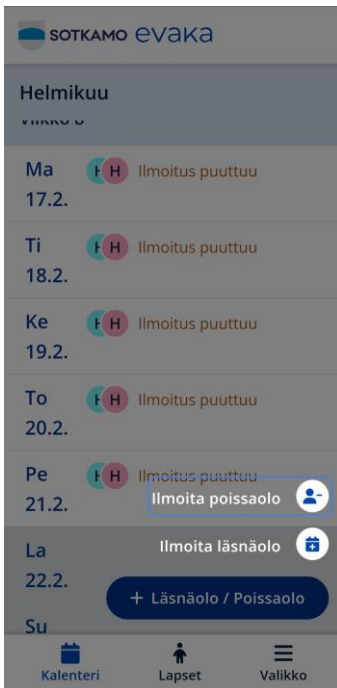 SOTKAMO evaka
Helmikuu
Viikko 8
Ma H H Ilmoitus puuttuu
17.2.
Ti H H Ilmoitus puuttuu
18.2.
Ke H H Ilmoitus puuttuu
19.2.
To H H Ilmoitus puuttuu
20.2.
Pe H H Ilmoitus puuttuu
21.2.
Ilmoita poissaolo
La
Ilmoita läsnäolo
22.2.
+ Läsnäolo / Poissaolo
Su
Kalenteri Lapset Valikko